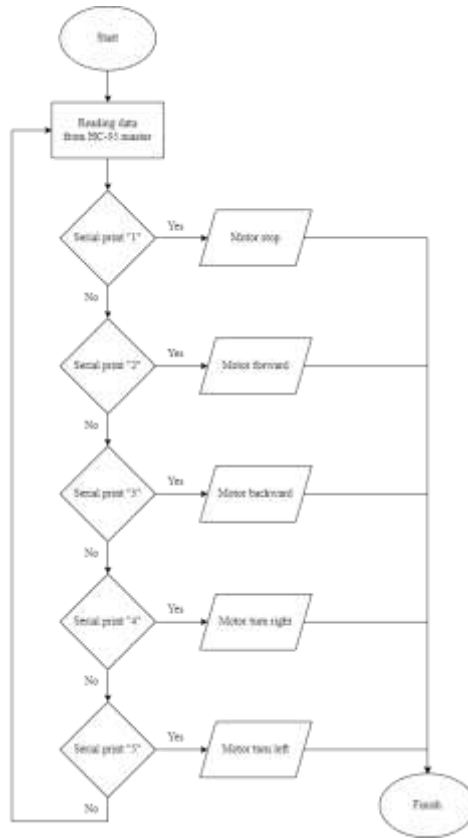 Start
Reading data
from HC-05 master
Serial print "1"
Yes
Motor stop
No
Serial print "2"
Yes
Motor forward
No
Serial print "3"
Yes
Motor backward
No
Serial print "4"
Yes
Motor turn right
No
Serial print "5"
Yes
Motor turn left
No
Finish